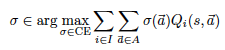 σ ∈ arg max_{σ∈CE} ∑_{i∈I} ∑_{a⃗∈A} σ(a⃗)Q_i(s, a⃗)